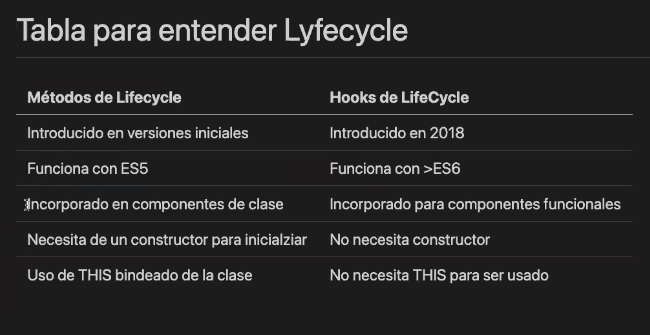 Tabla para entender Lyfecycle
Métodos de Lifecycle Hooks de LifeCycle
Introducido en versiones iniciales Introducido en 2018
Funciona con ES5 Funciona con >ES6
Incorporado en componentes de clase Incorporado para componentes funcionales
Necesita de un constructor para inicialziar No necesita constructor
Uso de THIS bindeado de la clase No necesita THIS para ser usado